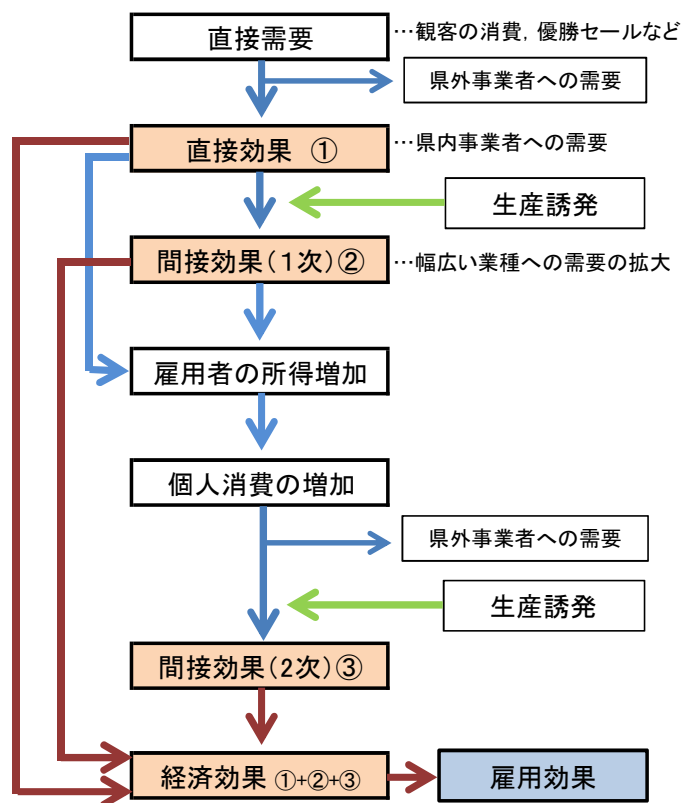 直接需要
…観客の消費，優勝セールなど
県外事業者への需要
直接効果 ①
…県内事業者への需要
生産誘発
間接効果（１次）②
…幅広い業種への需要の拡大
雇用者の所得増加
個人消費の増加
県外事業者への需要
生産誘発
間接効果（2次）③
経済効果 ①+②+③
雇用効果